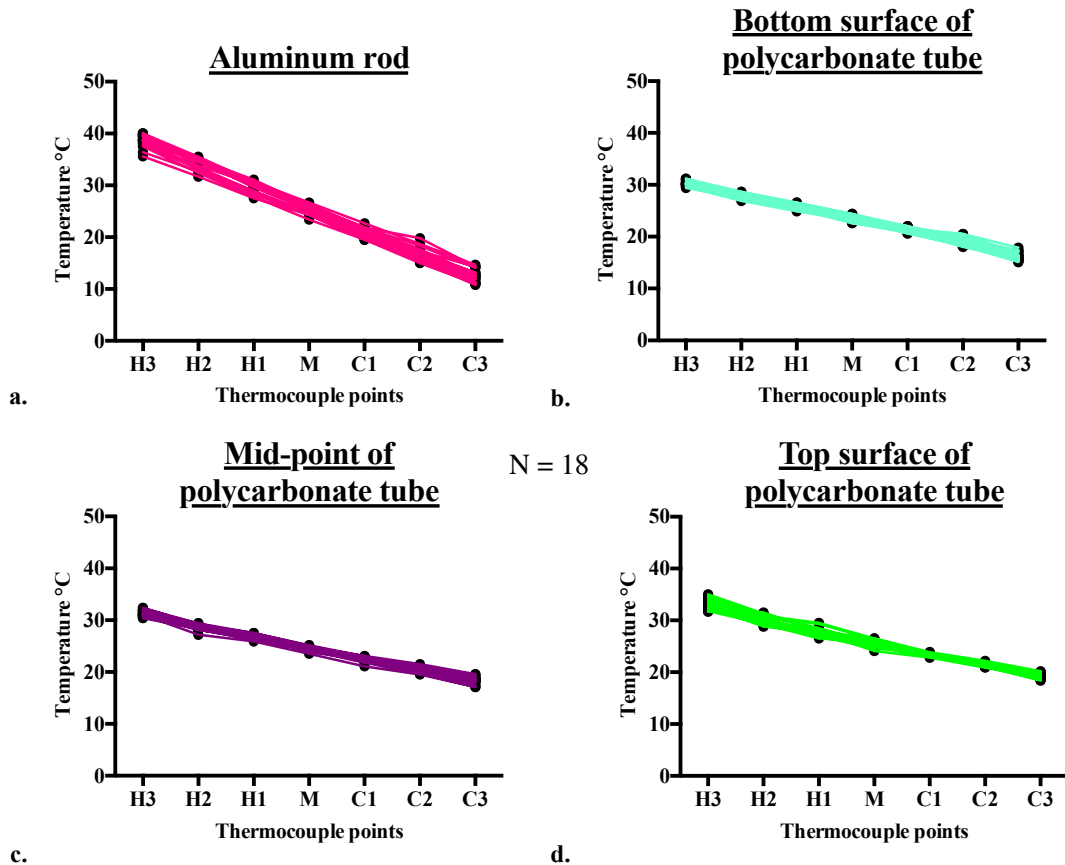 Aluminum rod
50
40
30
20
10
0
Temperature °C
H3 H2 H1 M C1 C2 C3
Thermocouple points
a.
Bottom surface of
polycarbonate tube
50
40
30
20
10
0
Temperature °C
H3 H2 H1 M C1 C2 C3
Thermocouple points
b.
Mid-point of
polycarbonate tube
N = 18
50
40
30
20
10
0
Temperature °C
H3 H2 H1 M C1 C2 C3
Thermocouple points
c.
Top surface of
polycarbonate tube
50
40
30
20
10
0
Temperature °C
H3 H2 H1 M C1 C2 C3
Thermocouple points
d.